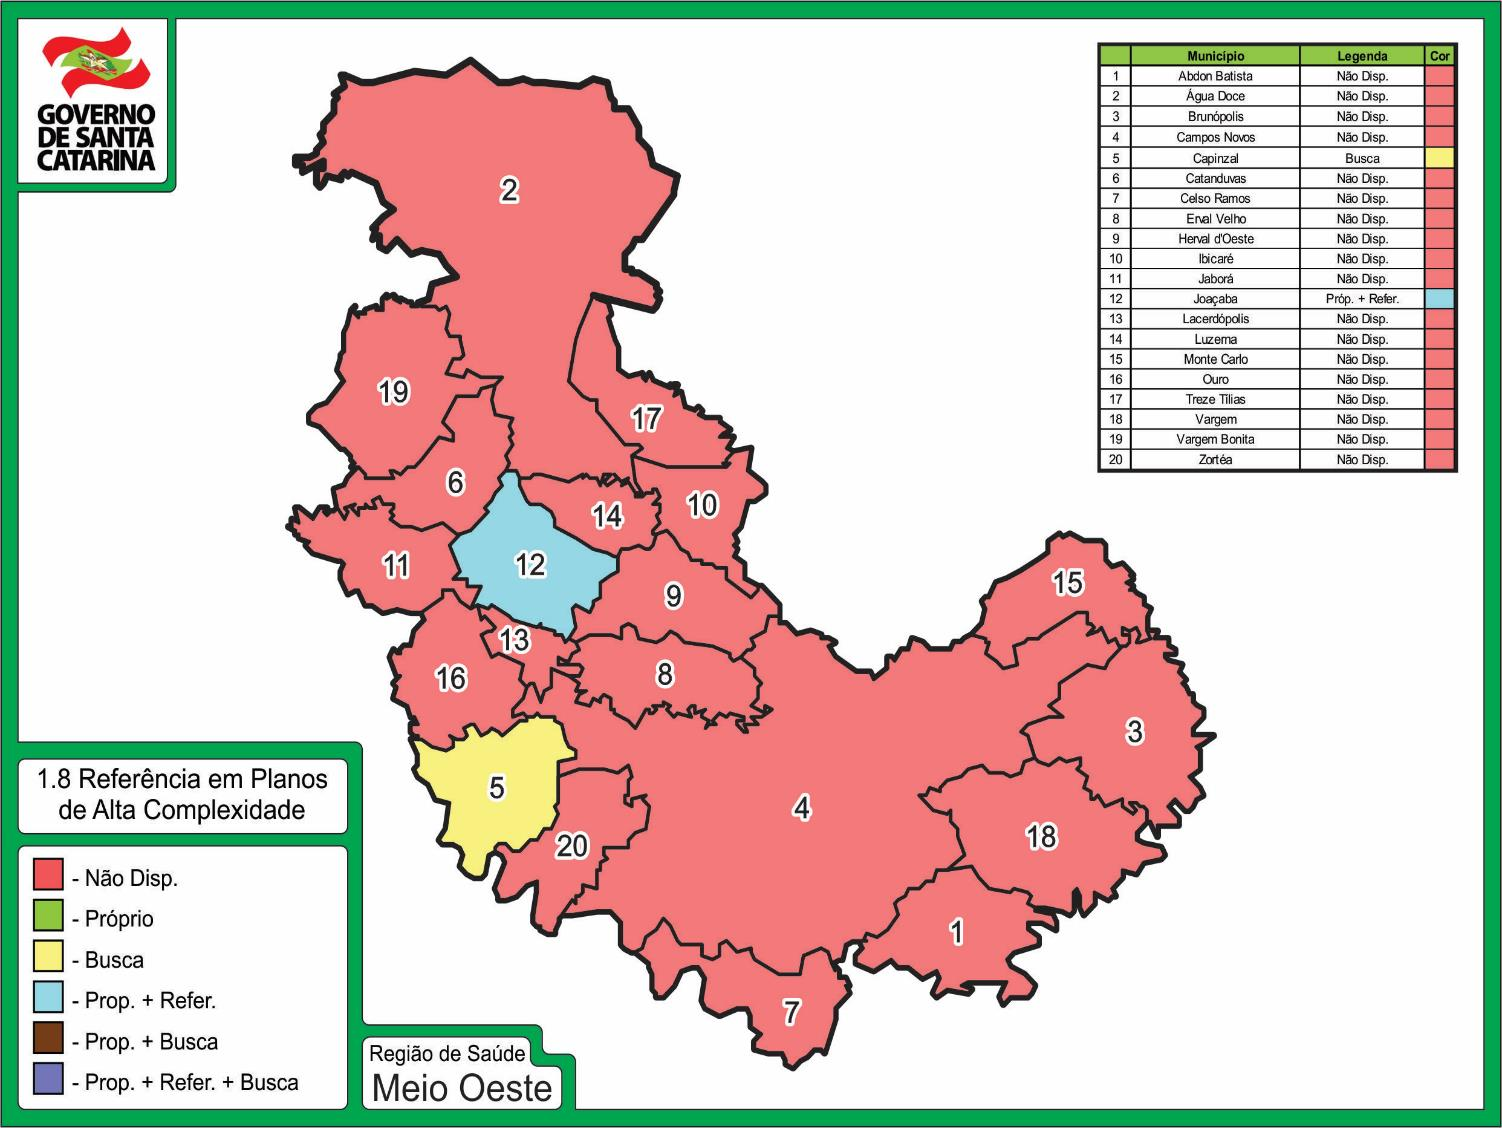 GOVERNO
DE SANTA
CATARINA
Município Legenda Cor
1 Abdon Batista Não Disp.
2 Água Doce Não Disp.
3 Brunópolis Não Disp.
4 Campos Novos Não Disp.
5 Capinzal Busca
6 Catanduvas Não Disp.
7 Celso Ramos Não Disp.
8 Erval Velho Não Disp.
9 Herval d'Oeste Não Disp.
10 Ibicaré Não Disp.
11 Jaborá Não Disp.
12 Joaçaba Próp. + Refer.
13 Lacerdópolis Não Disp.
14 Luzerna Não Disp.
15 Monte Carlo Não Disp.
16 Ouro Não Disp.
17 Treze Tílias Não Disp.
18 Vargem Não Disp.
19 Vargem Bonita Não Disp.
20 Zortéa Não Disp.
2
19
17
6
10
14
12
11
15
9
13
8
16
3
5
4
18
20
1
7
1.8 Referência em Planos
de Alta Complexidade
- Não Disp.
- Próprio
- Busca
- Prop. + Refer.
- Prop. + Busca
- Prop. + Refer. + Busca
Região de Saúde
Meio Oeste